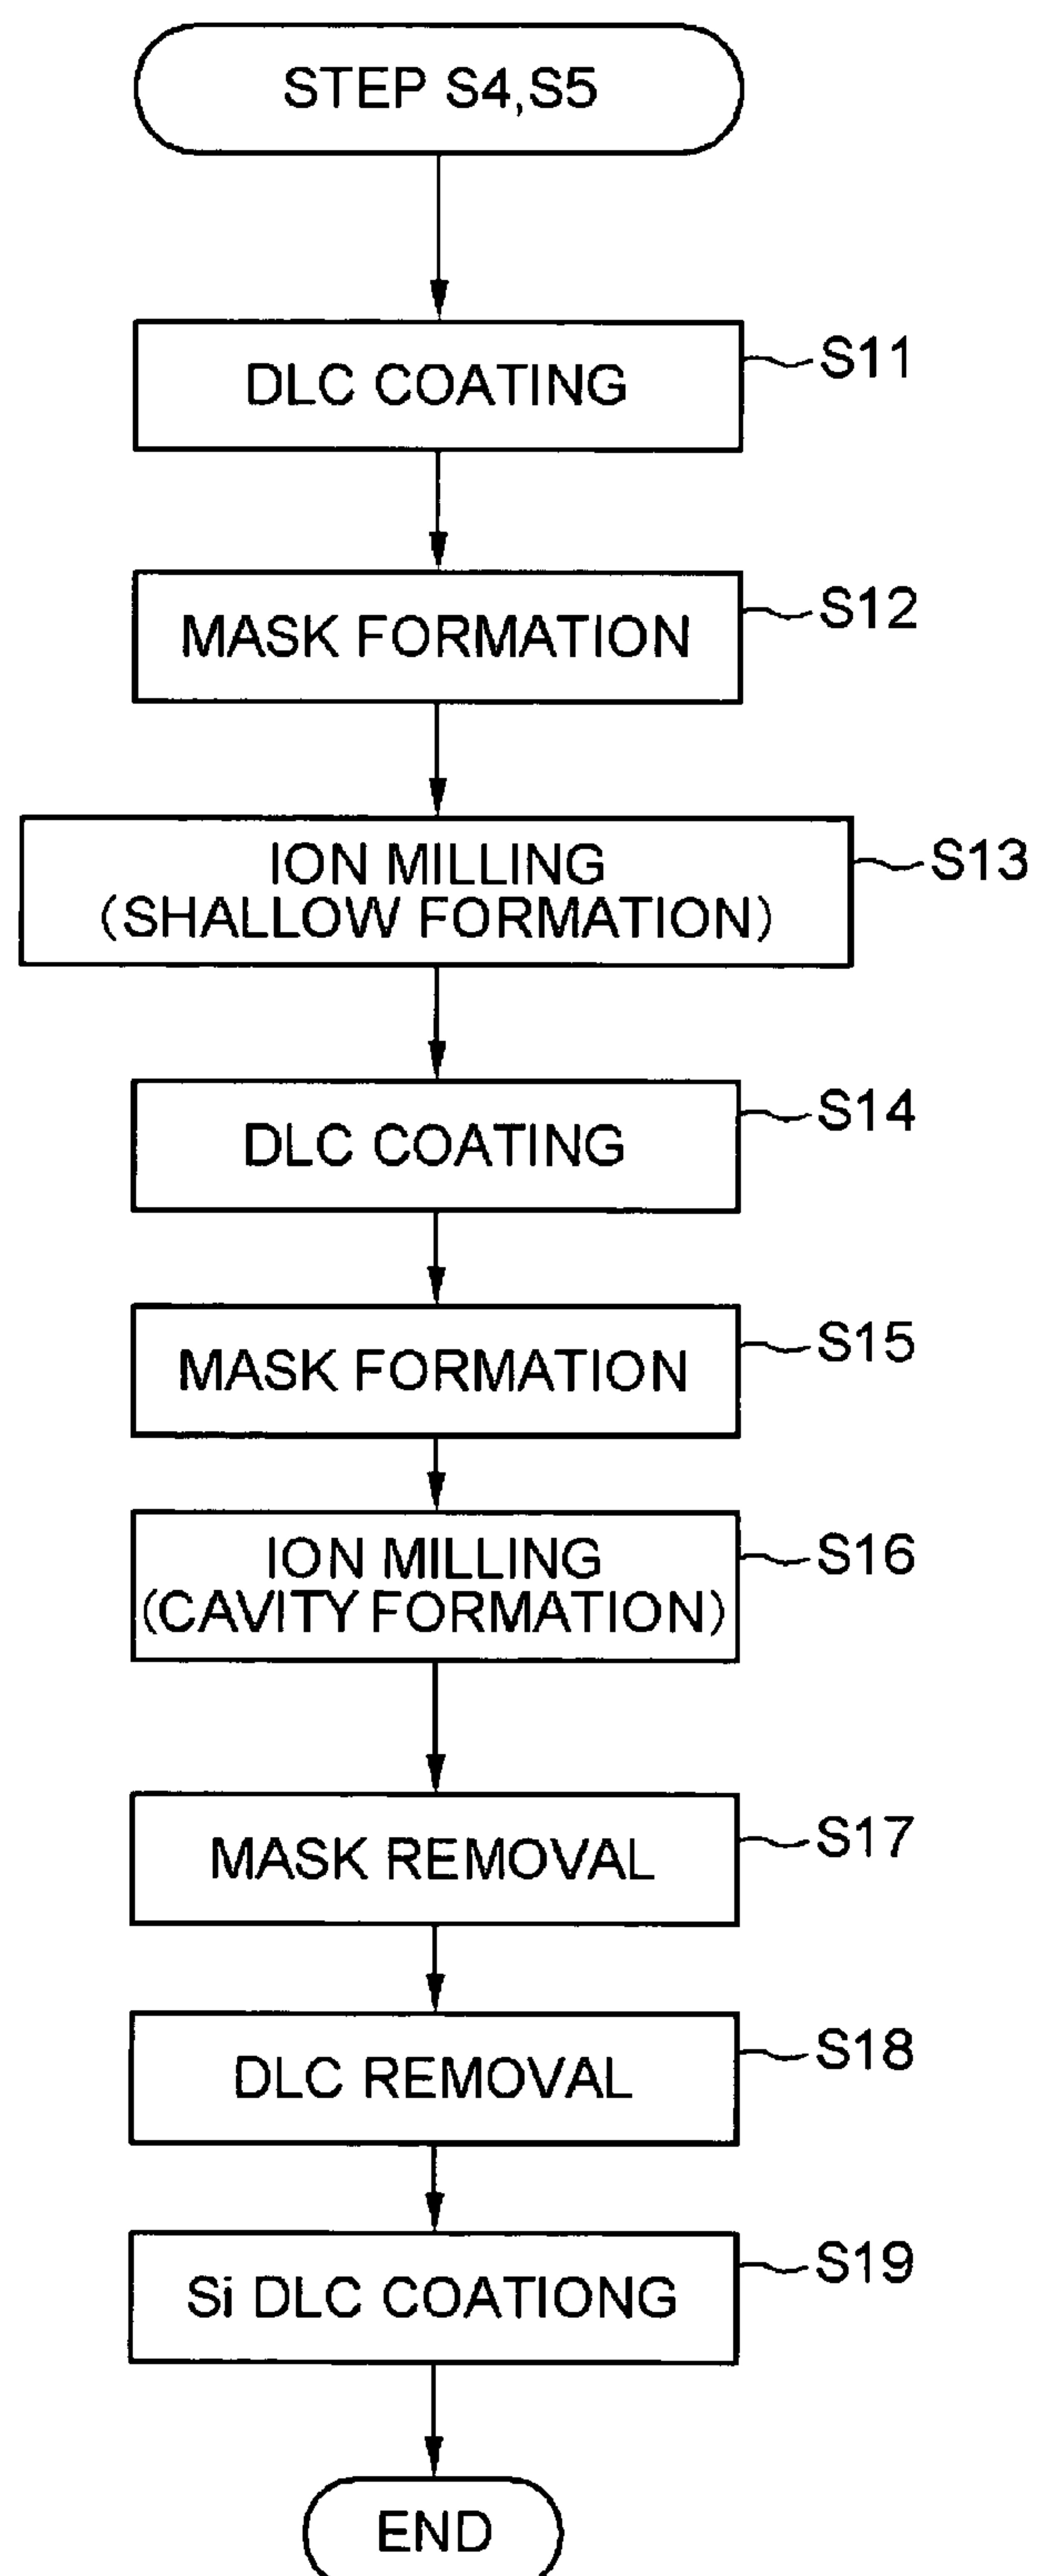 STEP S4,S5
DLC COATING
S11
MASK FORMATION
S12
ION MILLING
(SHALLOW FORMATION)
S13
DLC COATING
S14
MASK FORMATION
S15
ION MILLING
(CAVITY FORMATION)
S16
MASK REMOVAL
S17
DLC REMOVAL
S18
Si DLC COATIONG
S19
END